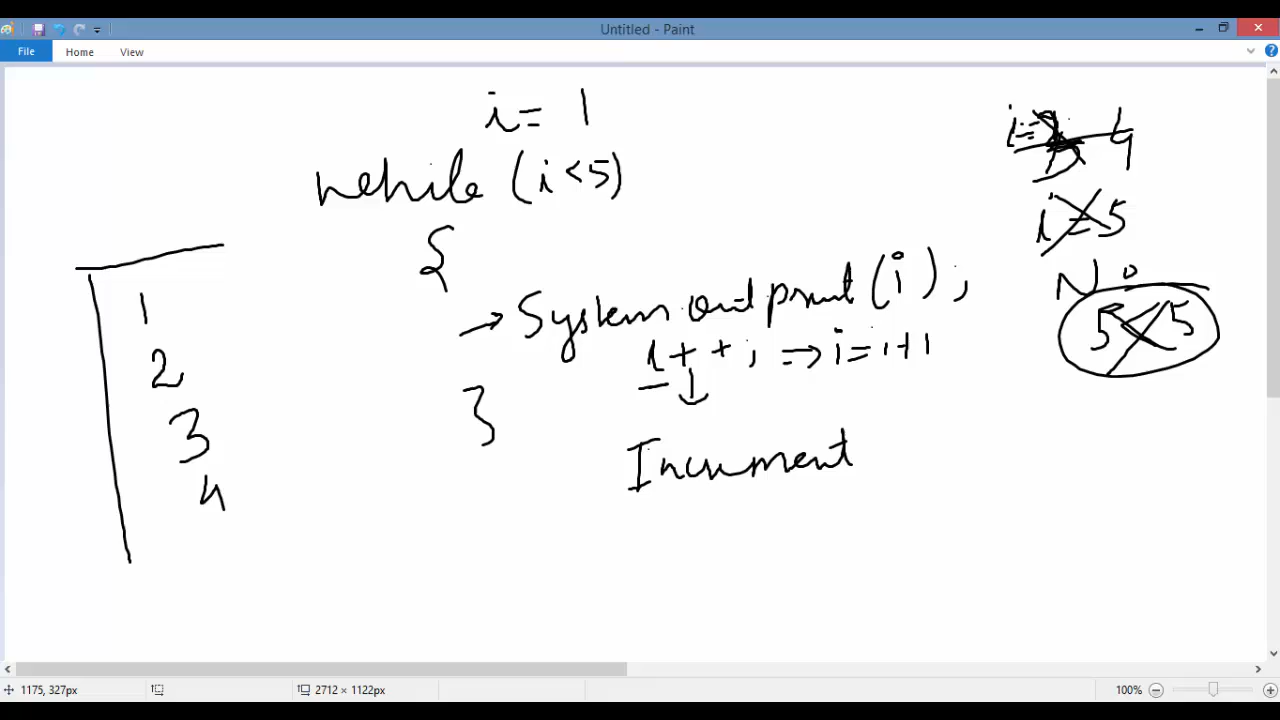 Untitled - Paint
File Home View
i = 1
while (i<5)
{
→ System out print (i) ;
i + + ; ⇒ i = i + 1
}
Increment
1
2
3
4
i = 4
i = 5
No
5 < 5
1175, 327px
2712 × 1122px
100%